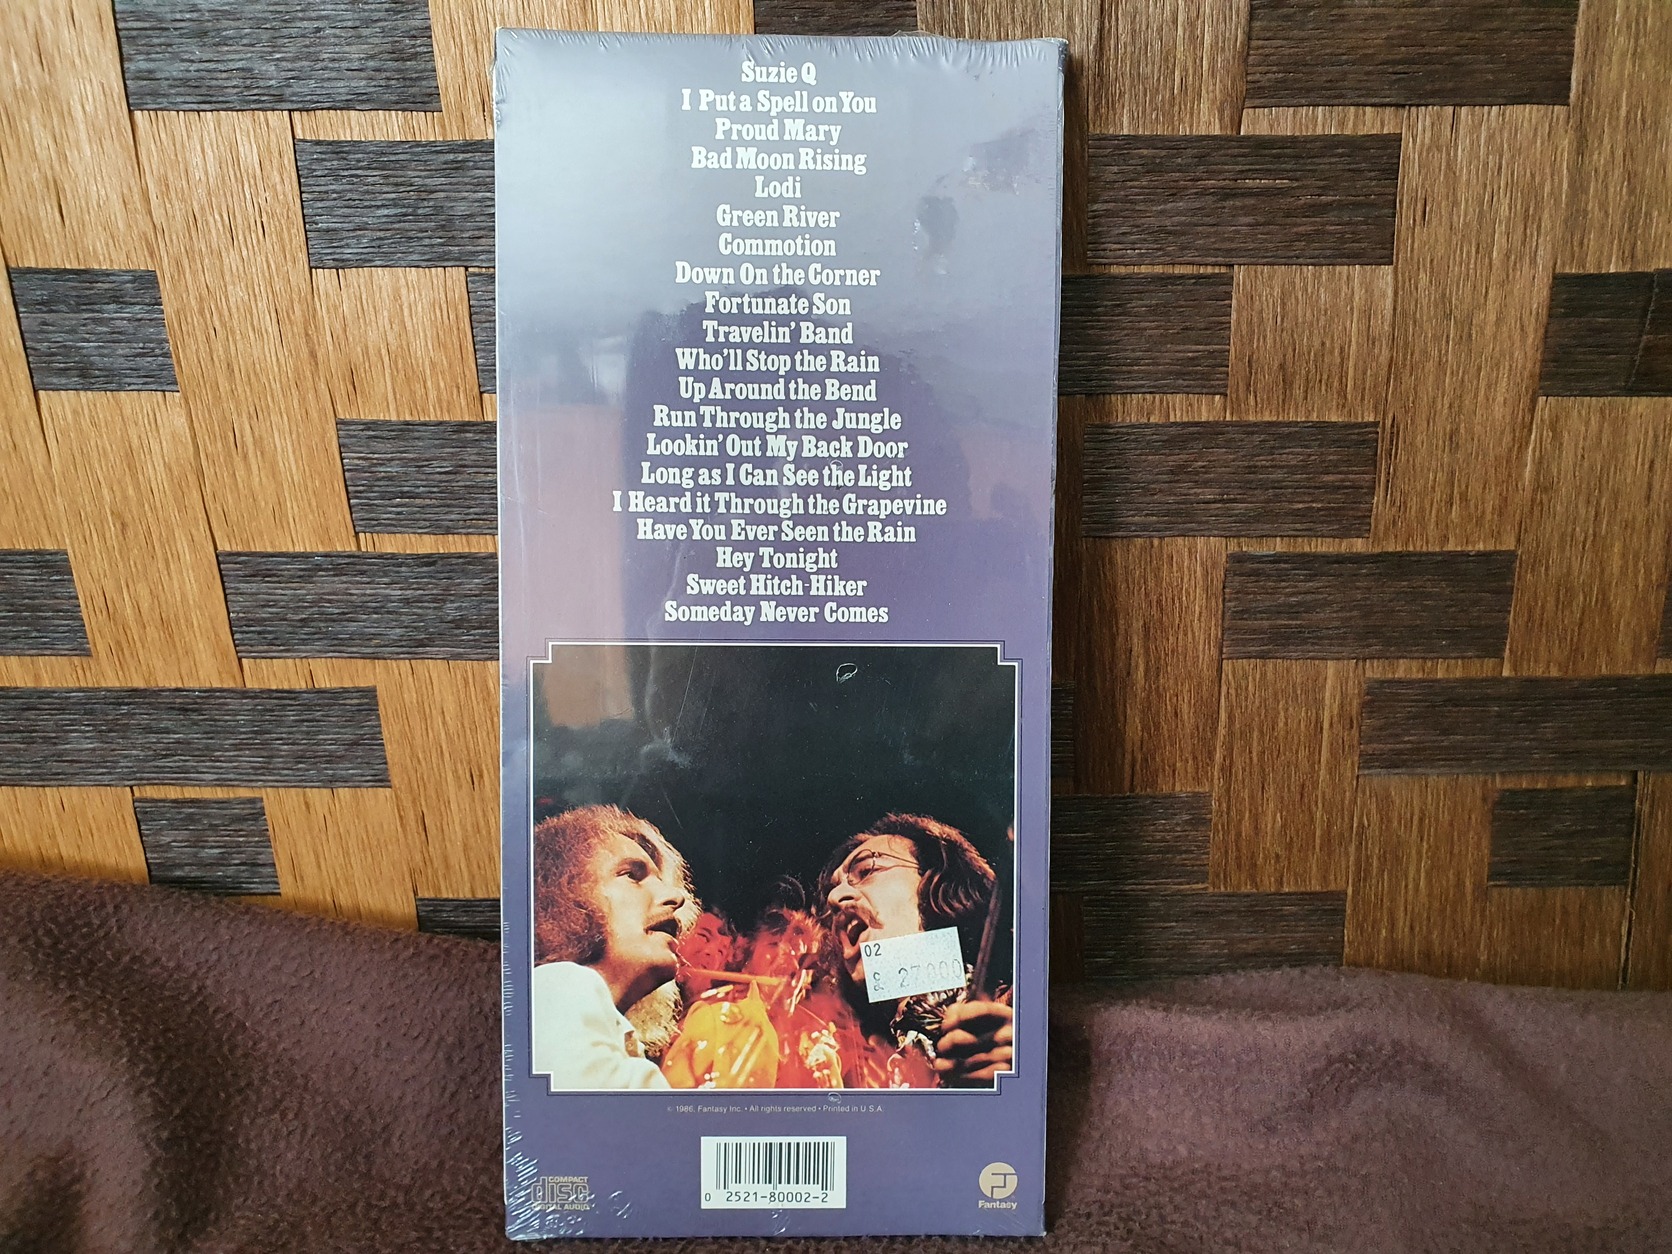 Suzie Q
I Put a Spell on You
Proud Mary
Bad Moon Rising
Lodi
Green River
Commotion
Down On the Corner
Fortunate Son
Travelin' Band
Who'll Stop the Rain
Up Around the Bend
Run Through the Jungle
Lookin' Out My Back Door
Long as I Can See the Light
I Heard it Through the Grapevine
Have You Ever Seen the Rain
Hey Tonight
Sweet Hitch-Hiker
Someday Never Comes
02
£ 27.000
© 1986, Fantasy Inc. • All rights reserved • Printed in U.S.A.
0 2521-80002-2
COMPACT
disc
DIGITAL AUDIO
Fantasy